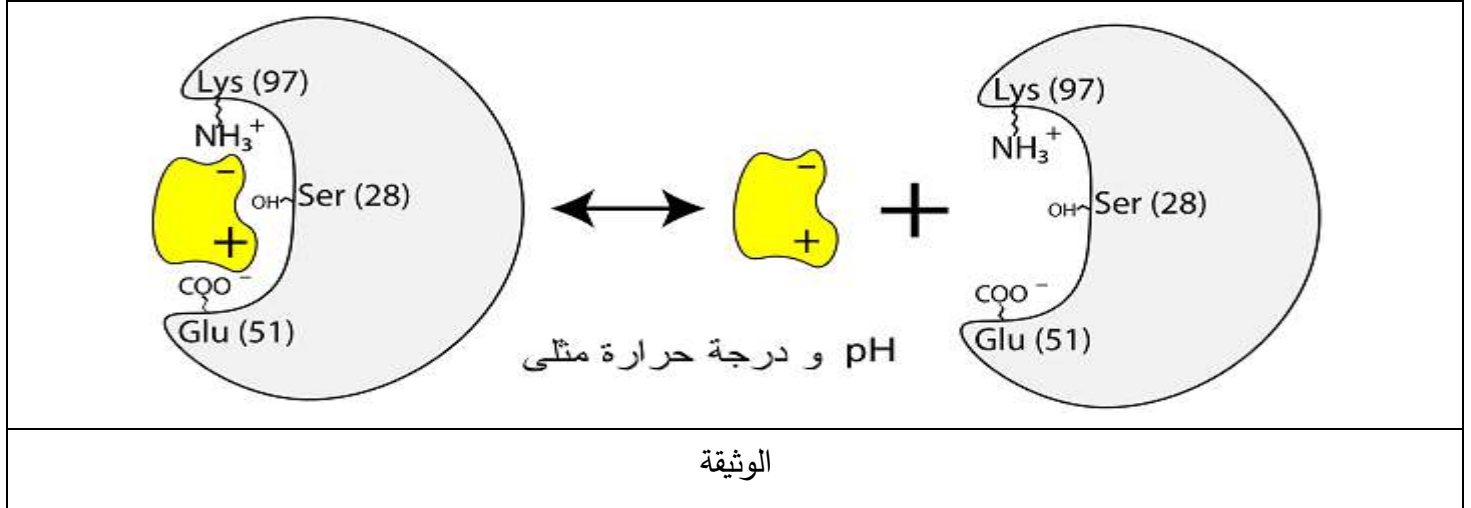 Lys (97)
NH₃⁺
−
OH
Ser (28)
+
COO⁻
Glu (51)
−
+
+
Lys (97)
NH₃⁺
OH
Ser (28)
COO⁻
Glu (51)
pH و درجة حرارة مثلى
الوثيقة